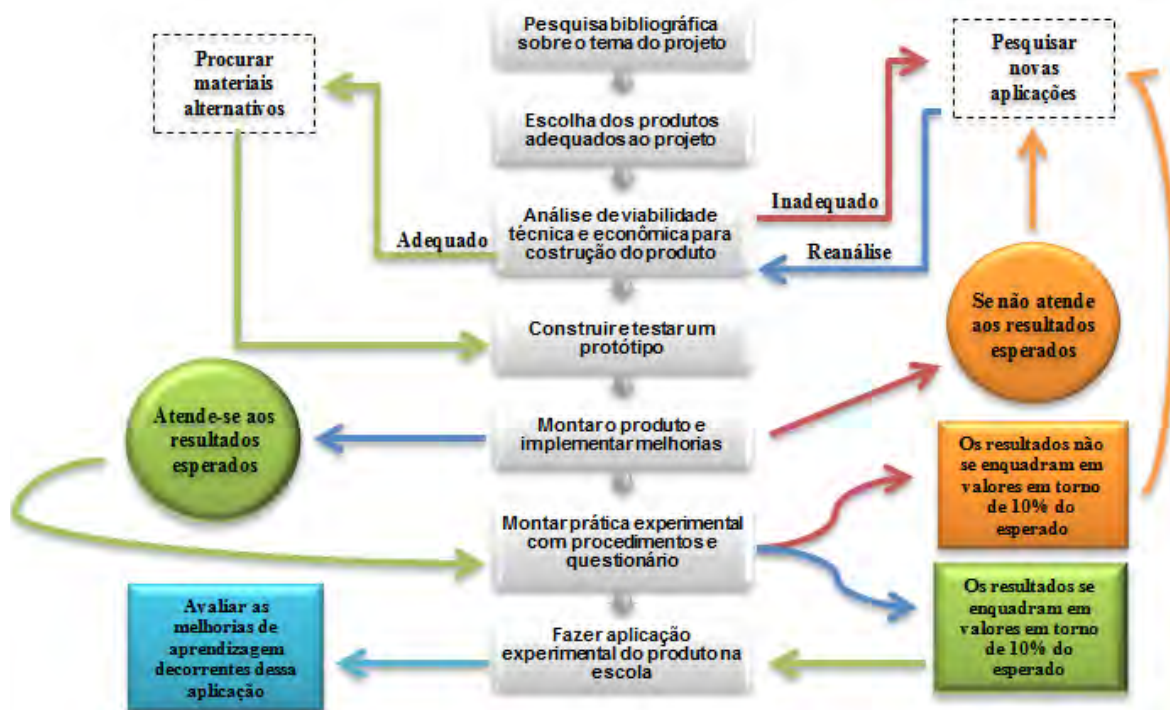 Pesquisa bibliográfica
sobre o tema do projeto
Procurar
materiais
alternativos
Pesquisar
novas
aplicações
Escolha dos produtos
adequados ao projeto
Inadequado
Análise de viabilidade
técnica e econômica para
costrução do produto
Adequado
Reanálise
Se não atende
aos resultados
esperados
Construir e testar um
protótipo
Atende-se aos
resultados
esperados
Montar o produto e
implementar melhorias
Os resultados não
se enquadram em
valores em torno
de 10% do
esperado
Montar prática experimental
com procedimentos e
questionário
Os resultados se
enquadram em
valores em torno
de 10% do
esperado
Avaliar as
melhorias de
aprendizagem
decorrentes dessa
aplicação
Fazer aplicação
experimental do produto na
escola